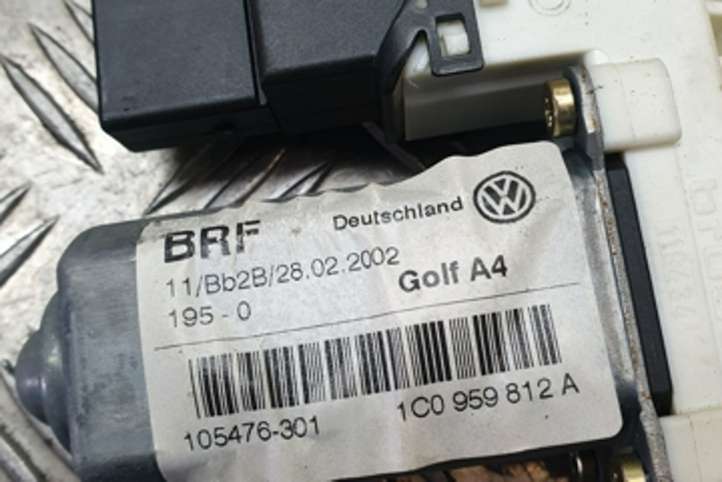 BRF Deutschland
11/Bb2B/28.02.2002 Golf A4
195 - 0
105476-301 1C0 959 812 A